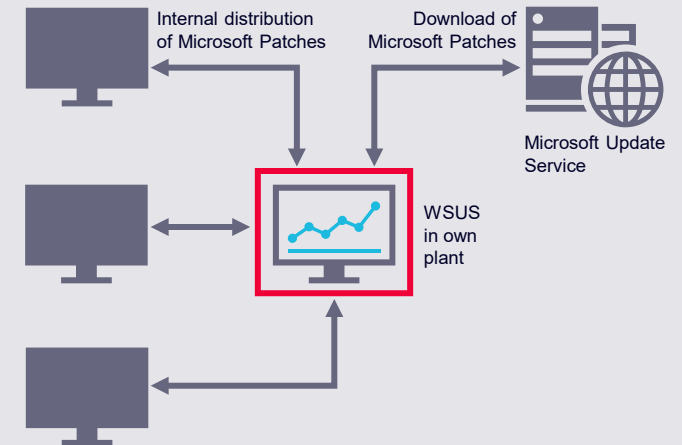 Internal distribution
of Microsoft Patches
Download of
Microsoft Patches
Microsoft Update
Service
WSUS
in own
plant